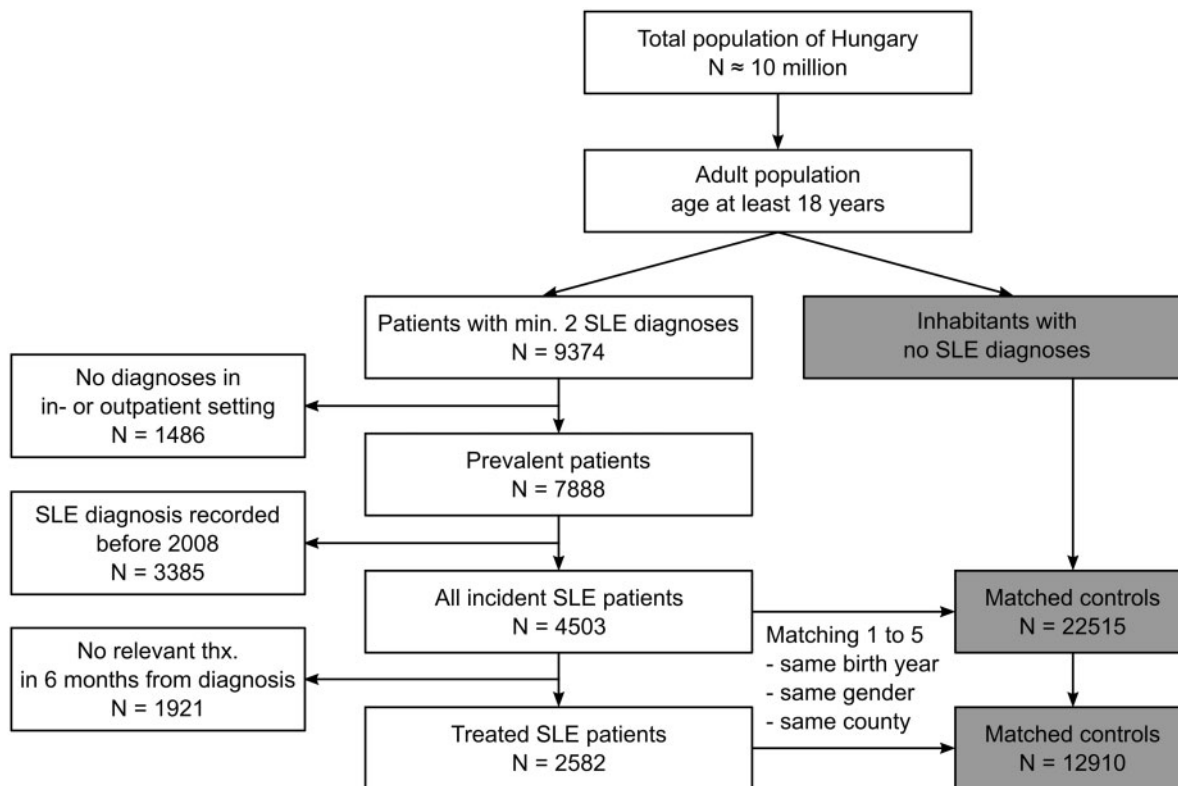 Total population of Hungary
N ≈ 10 million
Adult population
age at least 18 years
Patients with min. 2 SLE diagnoses
N = 9374
Inhabitants with
no SLE diagnoses
No diagnoses in
in- or outpatient setting
N = 1486
Prevalent patients
N = 7888
SLE diagnosis recorded
before 2008
N = 3385
All incident SLE patients
N = 4503
Matching 1 to 5
- same birth year
- same gender
- same county
Matched controls
N = 22515
No relevant thx.
in 6 months from diagnosis
N = 1921
Treated SLE patients
N = 2582
Matched controls
N = 12910